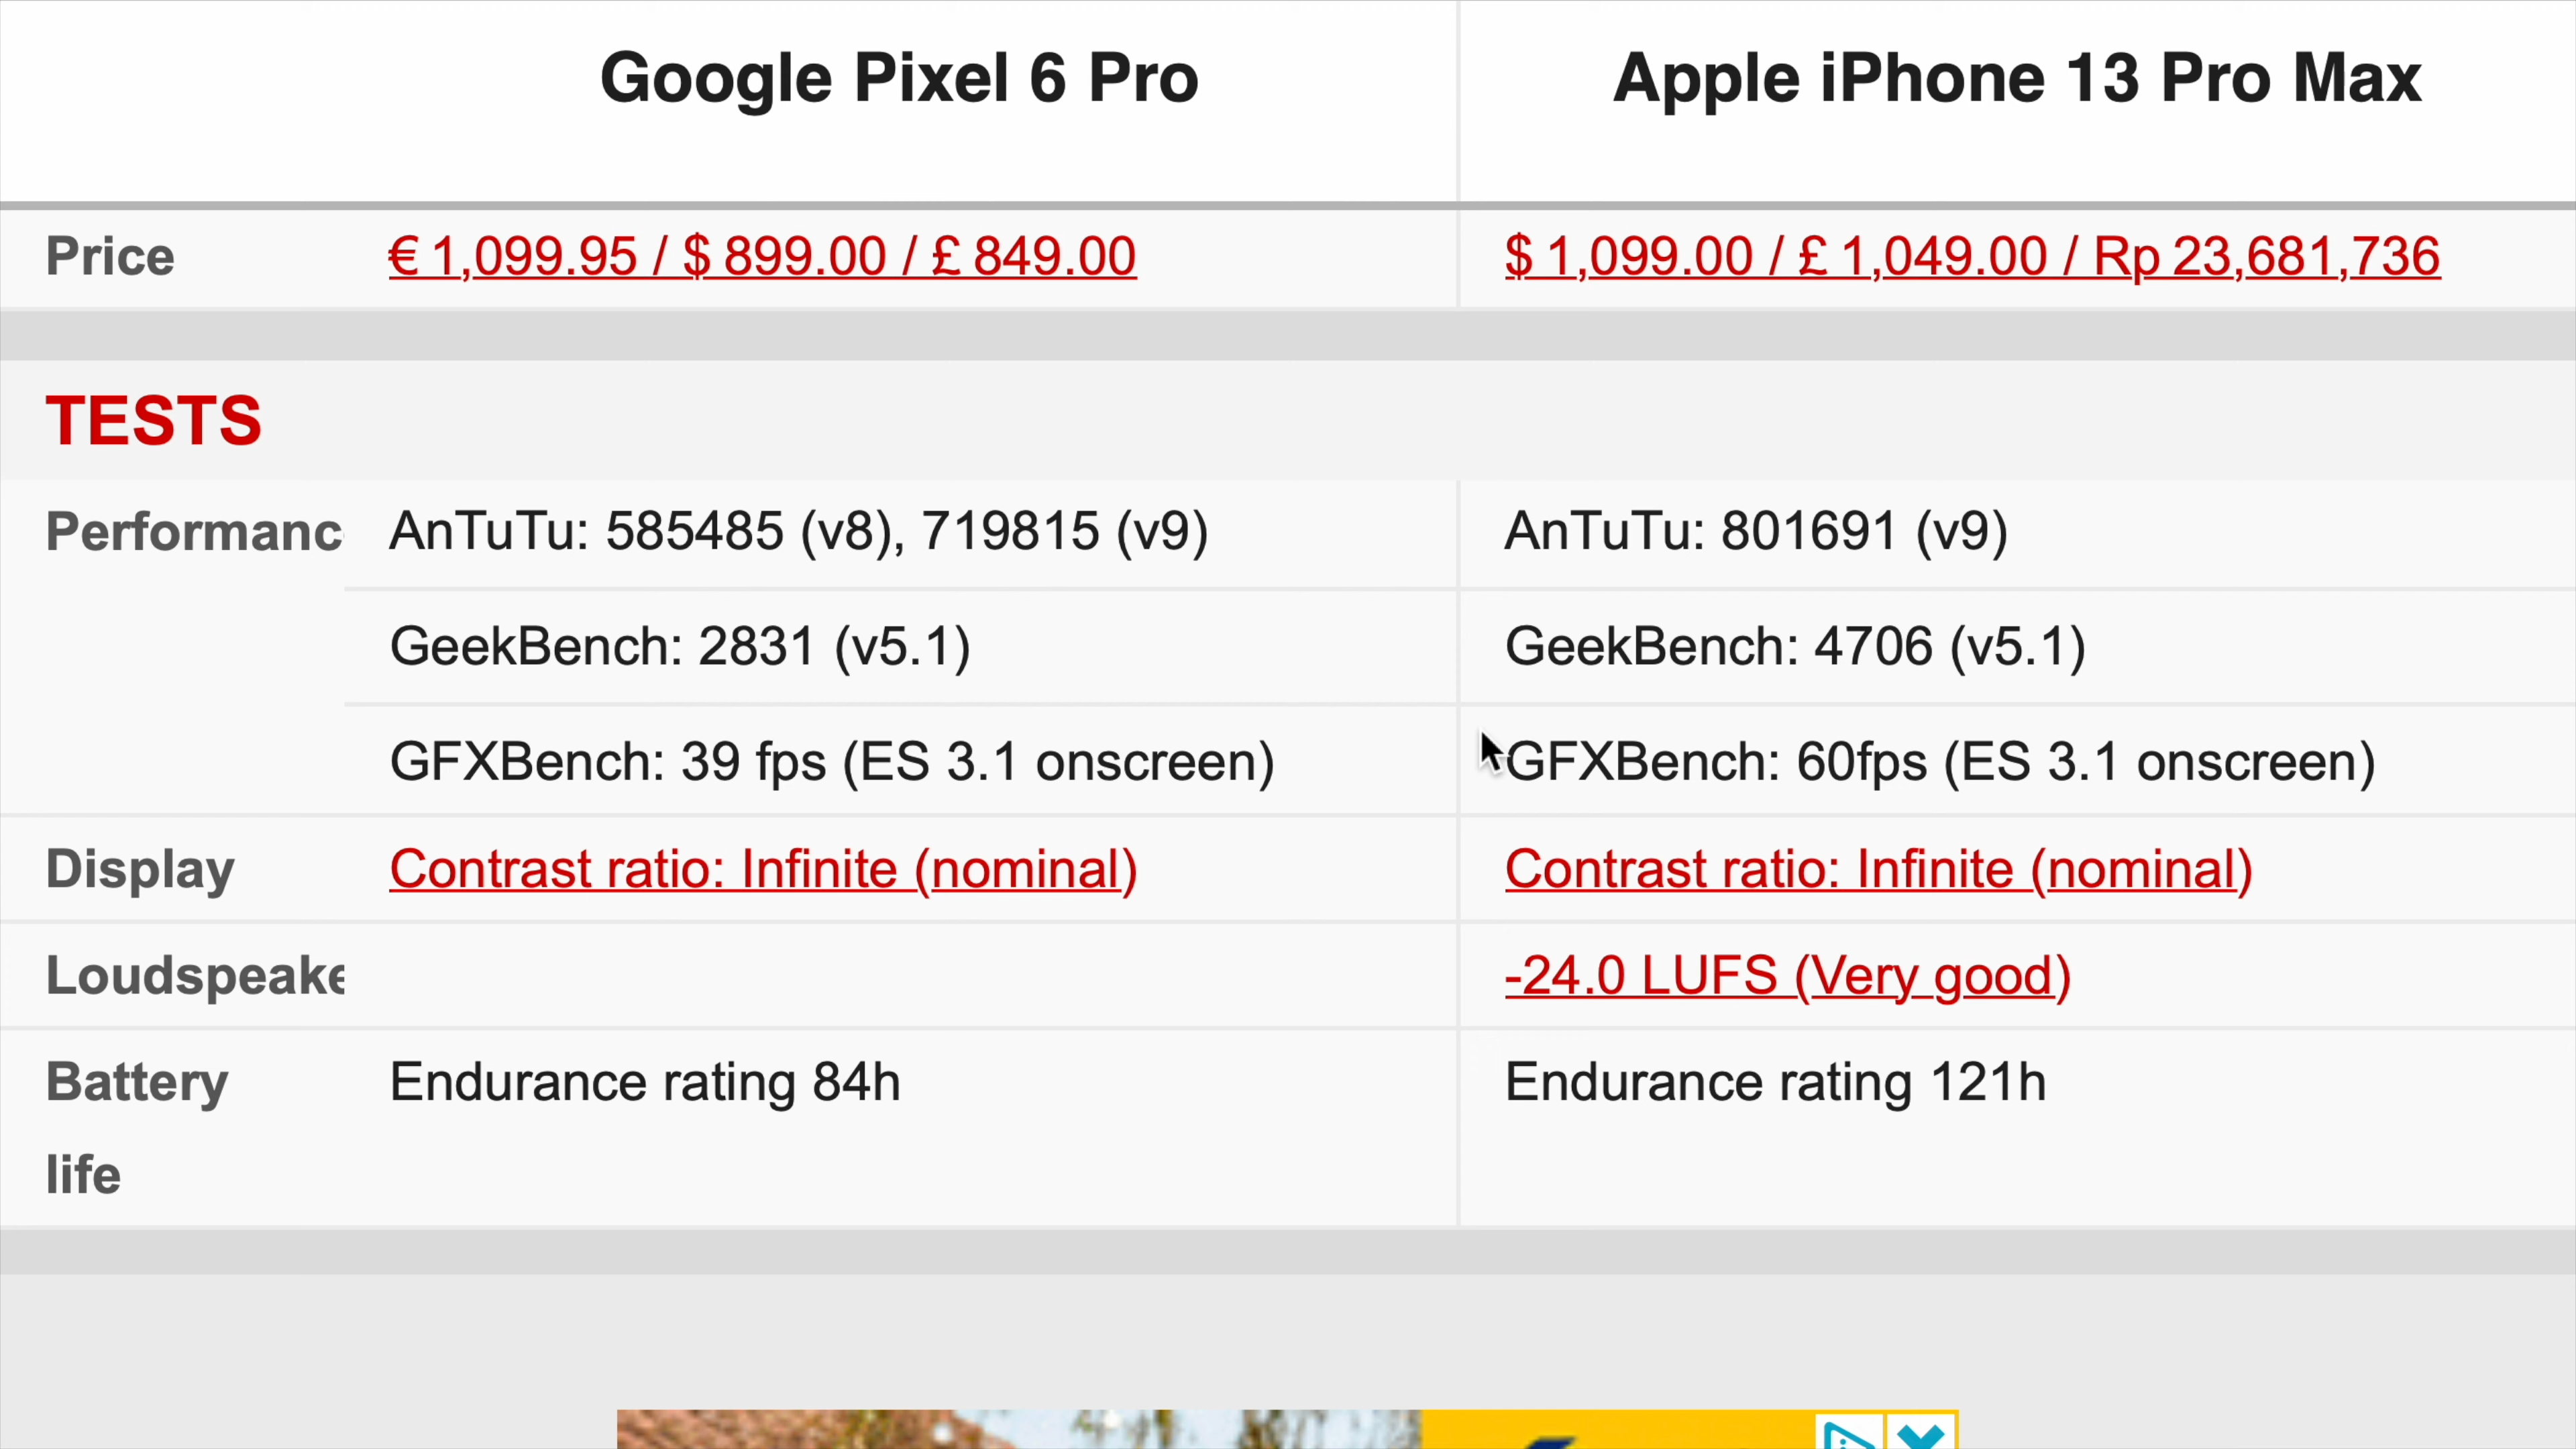 Google Pixel 6 Pro
Apple iPhone 13 Pro Max
Price
€ 1,099.95 / $ 899.00 / £ 849.00
$ 1,099.00 / £ 1,049.00 / Rp 23,681,736
TESTS
Performanc
AnTuTu: 585485 (v8), 719815 (v9)
AnTuTu: 801691 (v9)
GeekBench: 2831 (v5.1)
GeekBench: 4706 (v5.1)
GFXBench: 39 fps (ES 3.1 onscreen)
GFXBench: 60fps (ES 3.1 onscreen)
Display
Contrast ratio: Infinite (nominal)
Contrast ratio: Infinite (nominal)
Loudspeake
-24.0 LUFS (Very good)
Battery
life
Endurance rating 84h
Endurance rating 121h